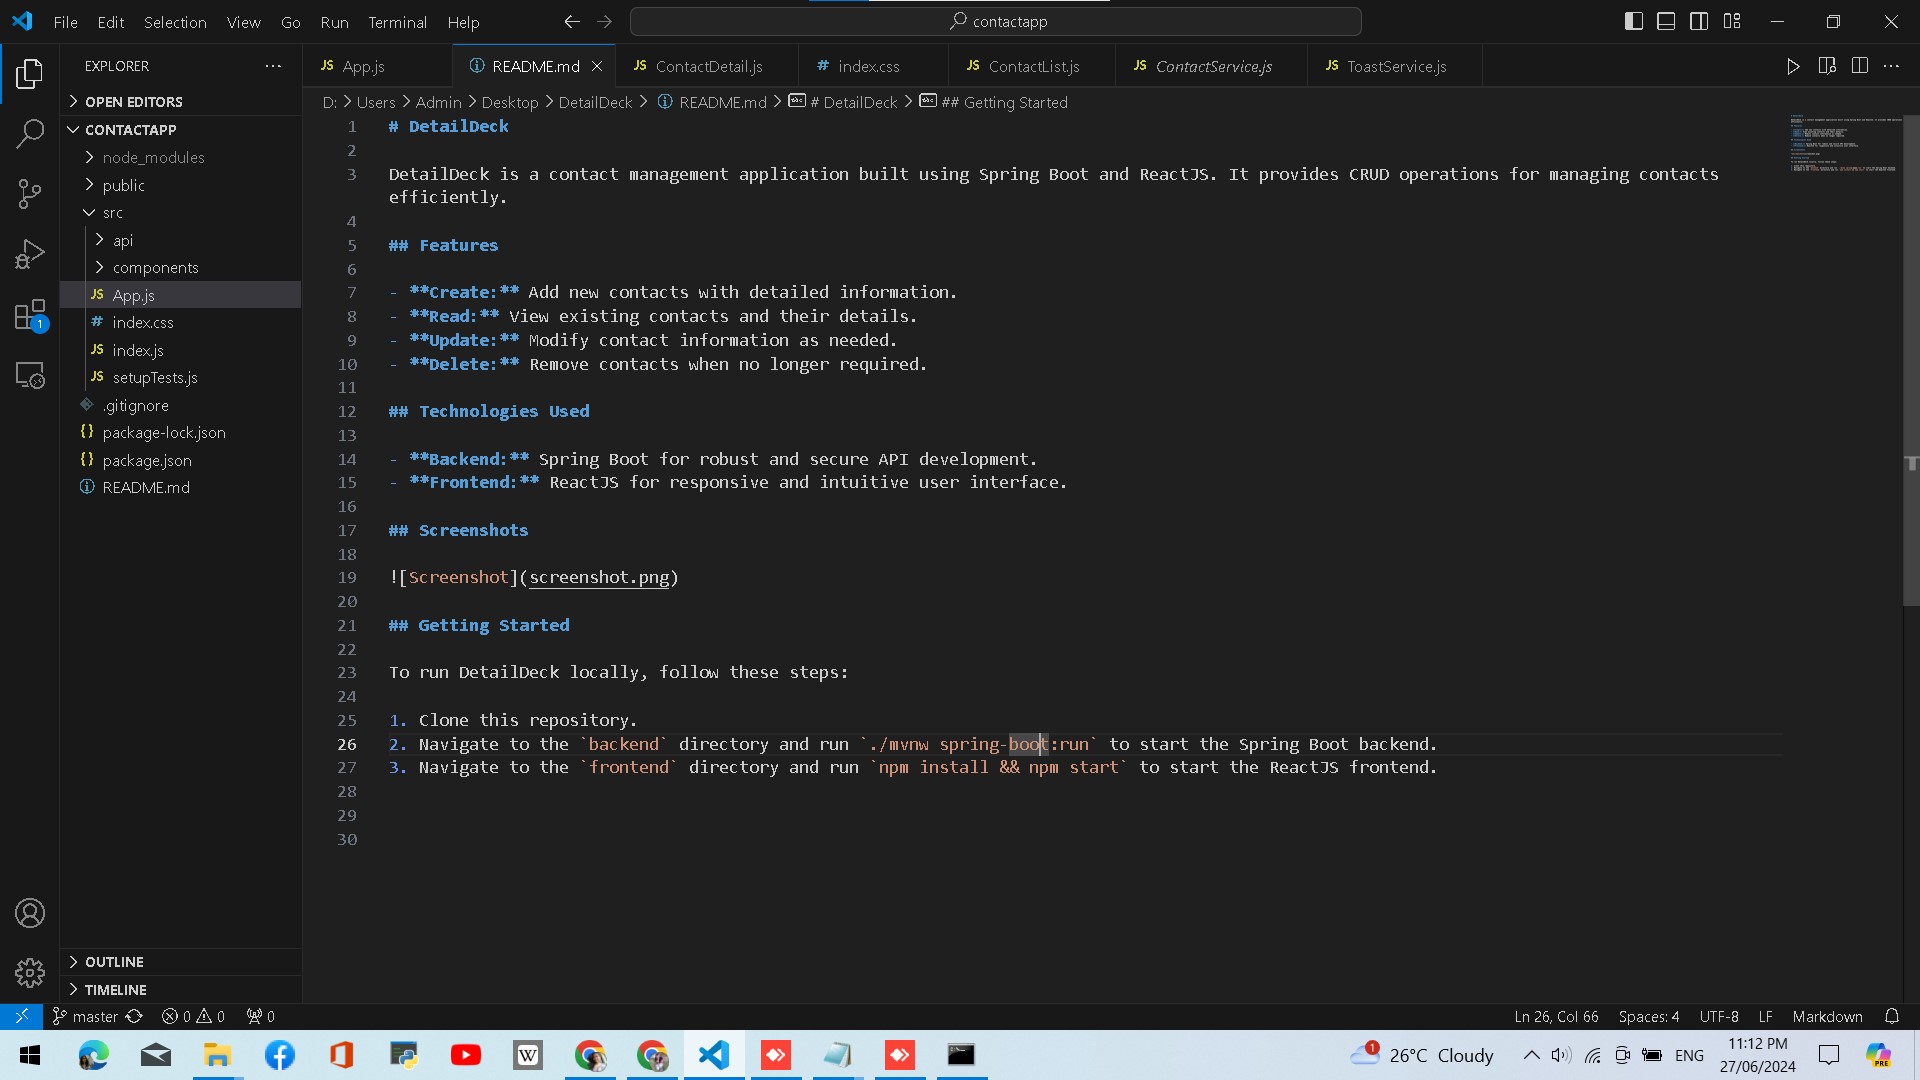 File Edit Selection View Go Run Terminal Help
contactapp
EXPLORER
OPEN EDITORS
CONTACTAPP
node_modules
public
src
api
components
JS App.js
# index.css
JS index.js
JS setupTests.js
.gitignore
{} package-lock.json
{} package.json
README.md
OUTLINE
TIMELINE
1
JS App.js
README.md
JS ContactDetail.js
# index.css
JS ContactList.js
JS ContactService.js
JS ToastService.js
D: > Users > Admin > Desktop > DetailDeck > README.md > # DetailDeck > ## Getting Started
1 # DetailDeck
2
3 DetailDeck is a contact management application built using Spring Boot and ReactJS. It provides CRUD operations for managing contacts
efficiently.
4
5 ## Features
6
7 - **Create:** Add new contacts with detailed information.
8 - **Read:** View existing contacts and their details.
9 - **Update:** Modify contact information as needed.
10 - **Delete:** Remove contacts when no longer required.
11
12 ## Technologies Used
13
14 - **Backend:** Spring Boot for robust and secure API development.
15 - **Frontend:** ReactJS for responsive and intuitive user interface.
16
17 ## Screenshots
18
19 ![Screenshot](screenshot.png)
20
21 ## Getting Started
22
23 To run DetailDeck locally, follow these steps:
24
25 1. Clone this repository.
26 2. Navigate to the `backend` directory and run `./mvnw spring-boot:run` to start the Spring Boot backend.
27 3. Navigate to the `frontend` directory and run `npm install && npm start` to start the ReactJS frontend.
28
29
30
master 0 0 0
Ln 26, Col 66 Spaces: 4 UTF-8 LF Markdown
W
1 26°C Cloudy ENG 11:12 PM
27/06/2024
PRE